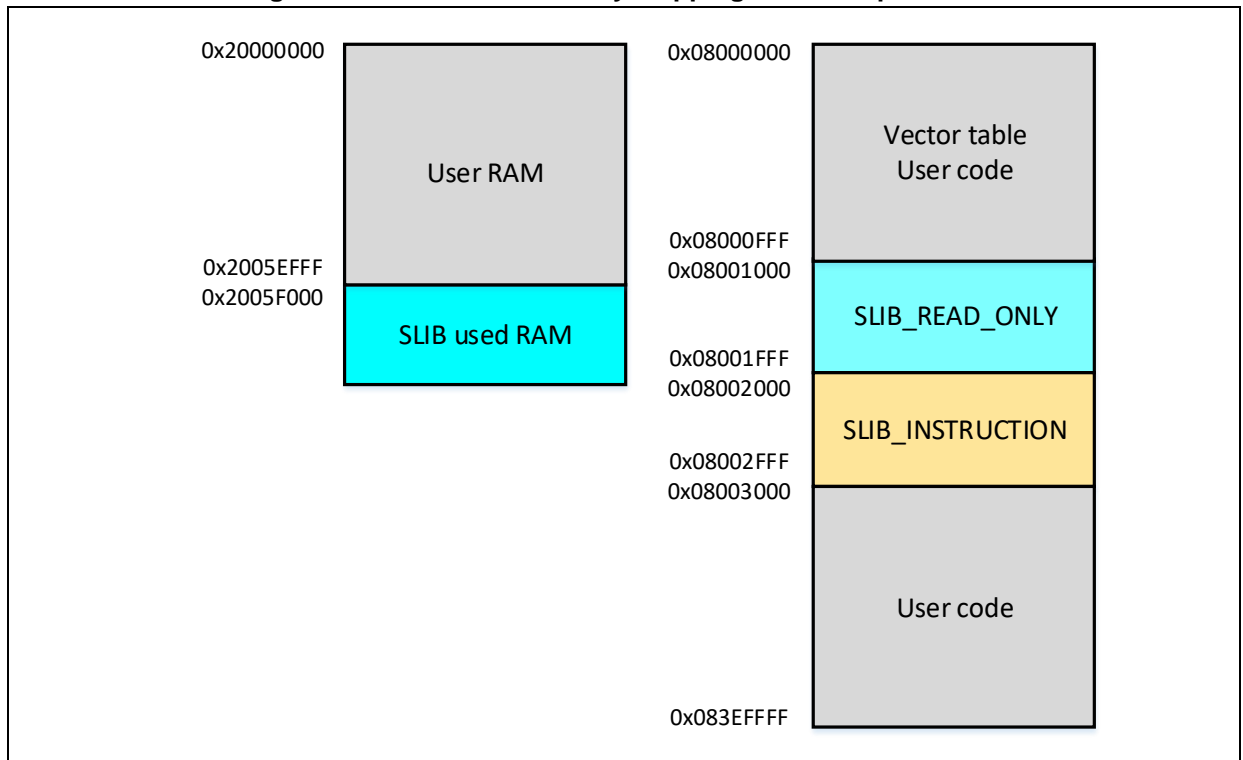 0x20000000
User RAM
0x2005EFFF
0x2005F000
SLIB used RAM
0x08000000
Vector table
User code
0x08000FFF
0x08001000
SLIB_READ_ONLY
0x08001FFF
0x08002000
SLIB_INSTRUCTION
0x08002FFF
0x08003000
User code
0x083EFFFF